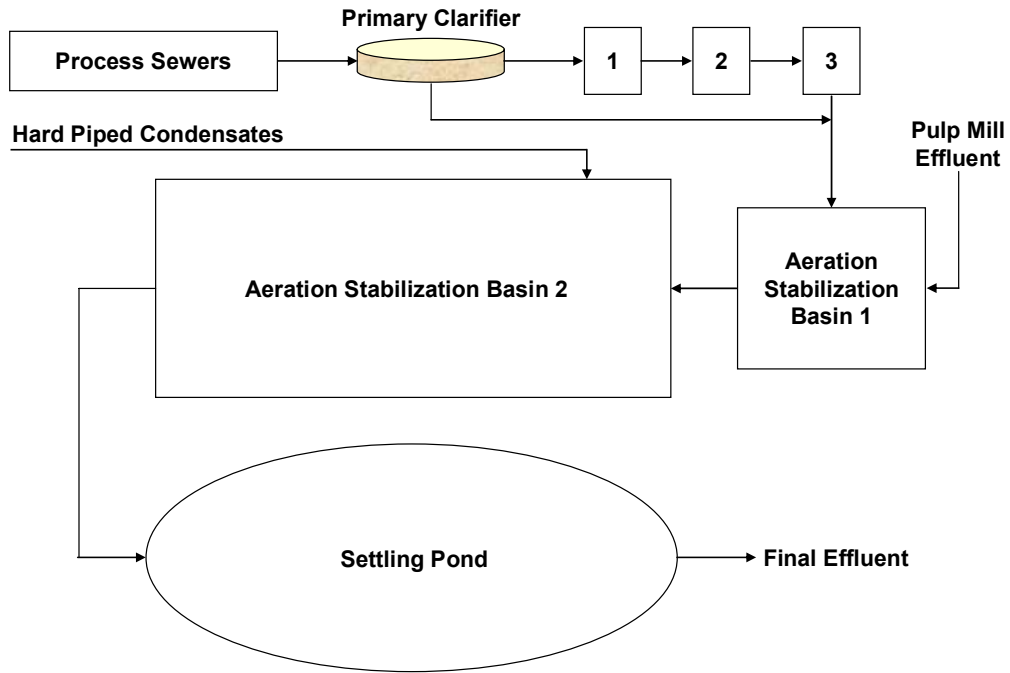 Primary Clarifier
Process Sewers
1
2
3
Hard Piped Condensates
Pulp Mill
Effluent
Aeration Stabilization Basin 2
Aeration
Stabilization
Basin 1
Settling Pond
Final Effluent